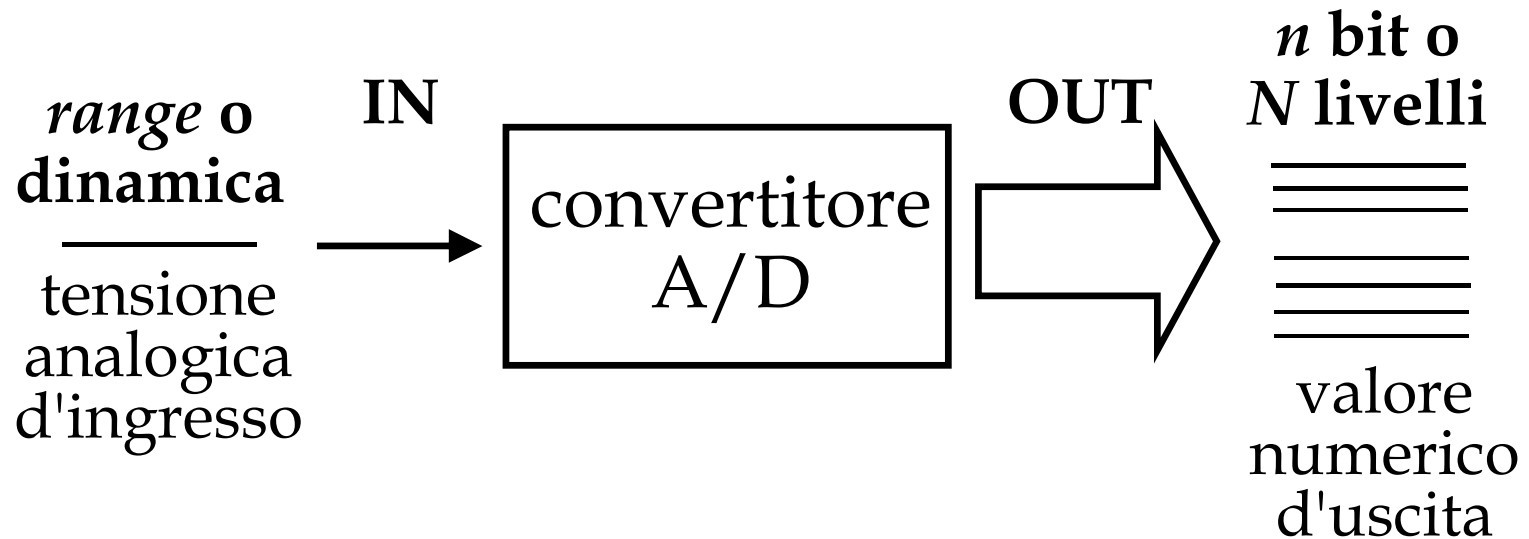 range o
dinamica
tensione
analogica
d'ingresso
IN
convertitore
A/D
OUT
n bit o
N livelli
valore
numerico
d'uscita